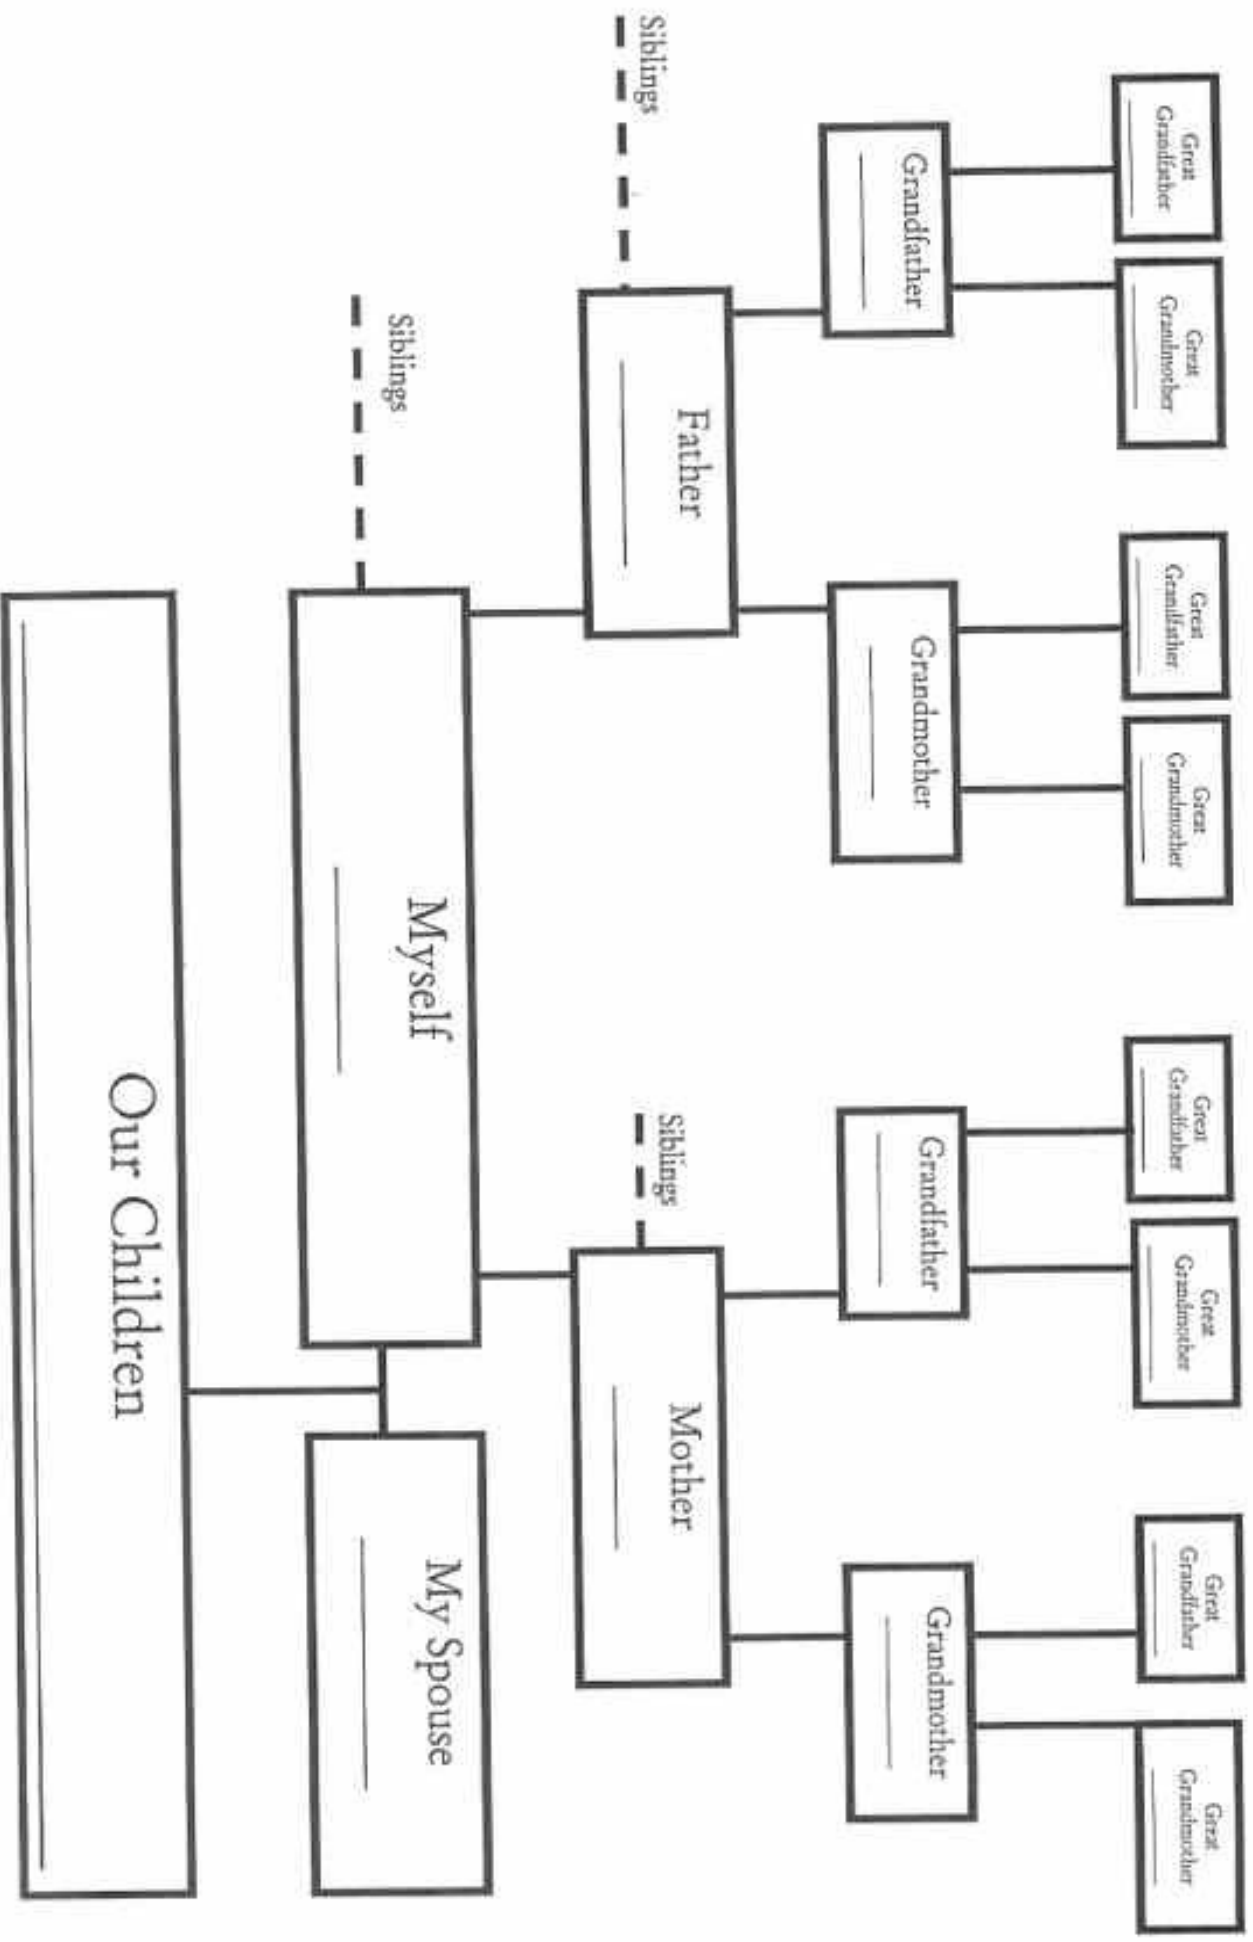 Great
Grandfather
Great
Grandmother
Great
Grandfather
Great
Grandmother
Great
Grandfather
Great
Grandmother
Great
Grandfather
Great
Grandmother
Grandfather
Grandmother
Grandfather
Grandmother
Siblings
Father
Siblings
Mother
Siblings
Myself
My Spouse
Our Children